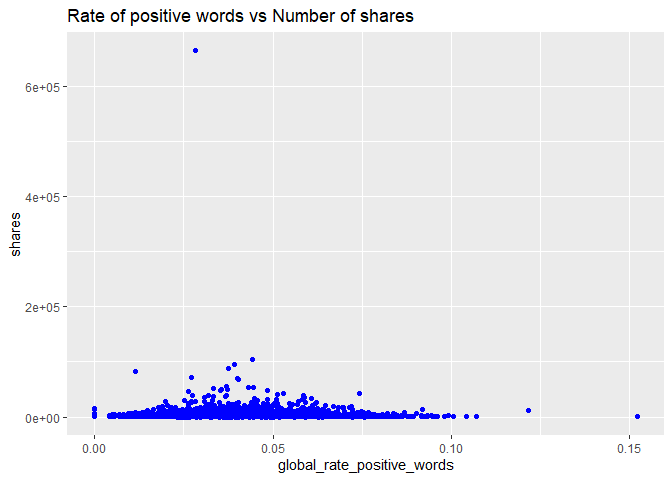 Rate of positive words vs Number of shares
6e+05
4e+05
2e+05
0e+00
shares
0.00
0.05
0.10
0.15
global_rate_positive_words